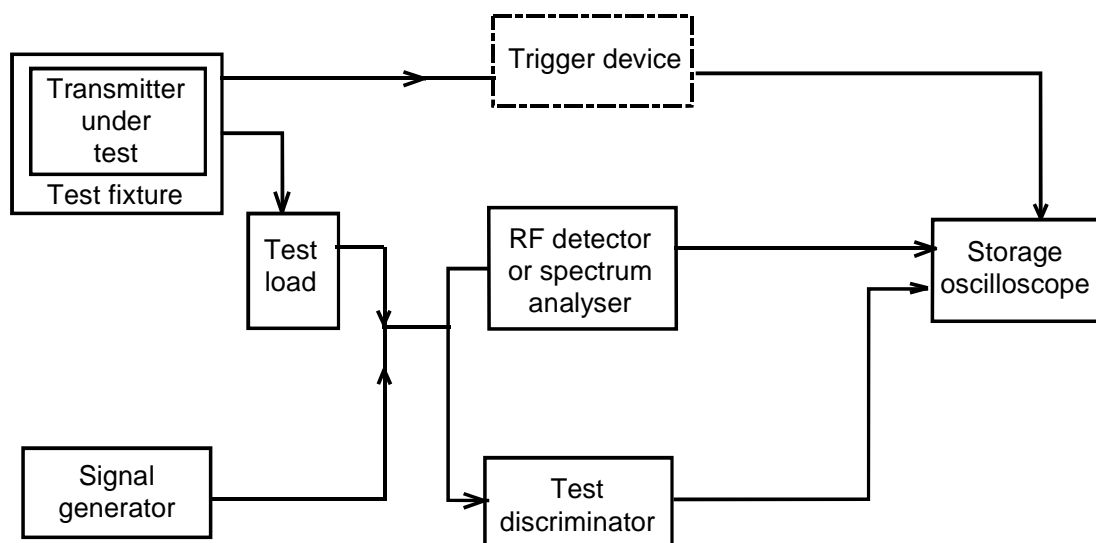 Trigger device
Transmitter
under
test
Test fixture
Test
load
RF detector
or spectrum
analyser
Storage
oscilloscope
Signal
generator
Test
discriminator